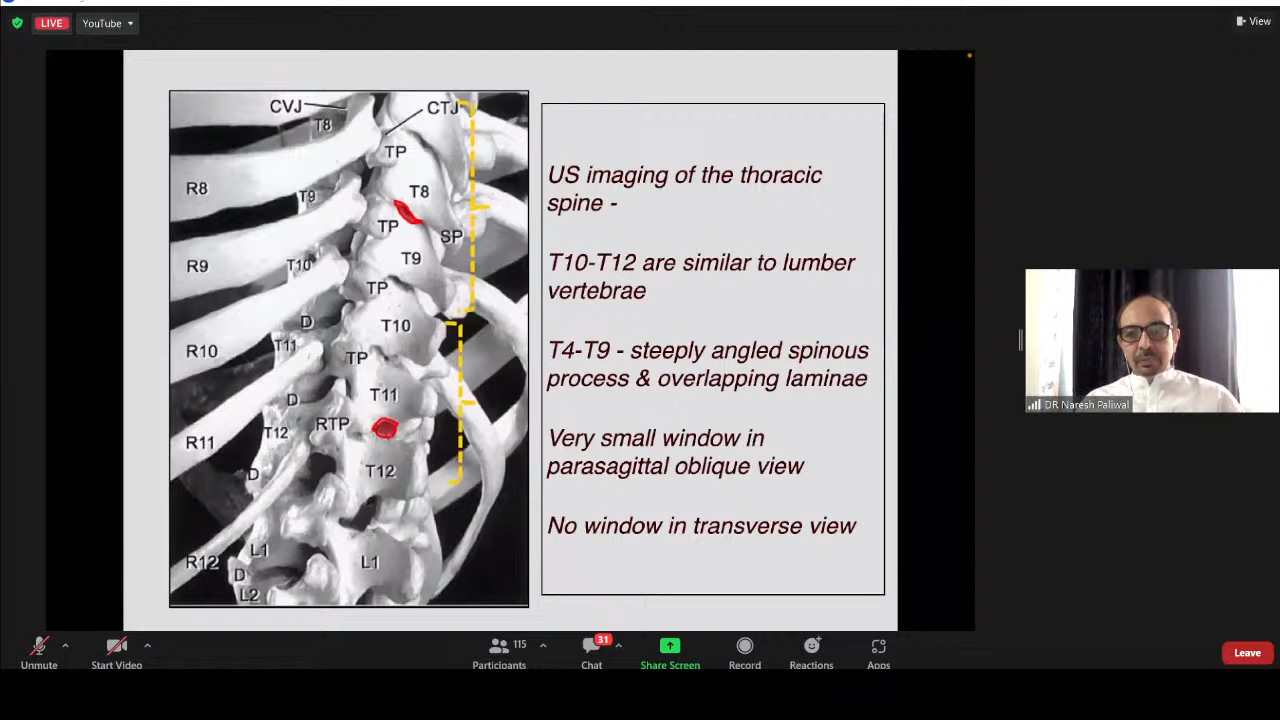 LIVE
YouTube
View
CVJ
CTJ
T8
TP
R8
T8
T9
TP
SP
R9
T9
T10
TP
D
T10
R10
T11
TP
D
T11
R11
T12
RTP
D
T12
R12
L1
L1
D
L2
US imaging of the thoracic
spine -
T10-T12 are similar to lumber
vertebrae
T4-T9 - steeply angled spinous
process & overlapping laminae
Very small window in
parasagittal oblique view
No window in transverse view
DR Naresh Paliwal
Unmute
Start Video
115
Participants
31
Chat
Share Screen
Record
Reactions
Apps
Leave